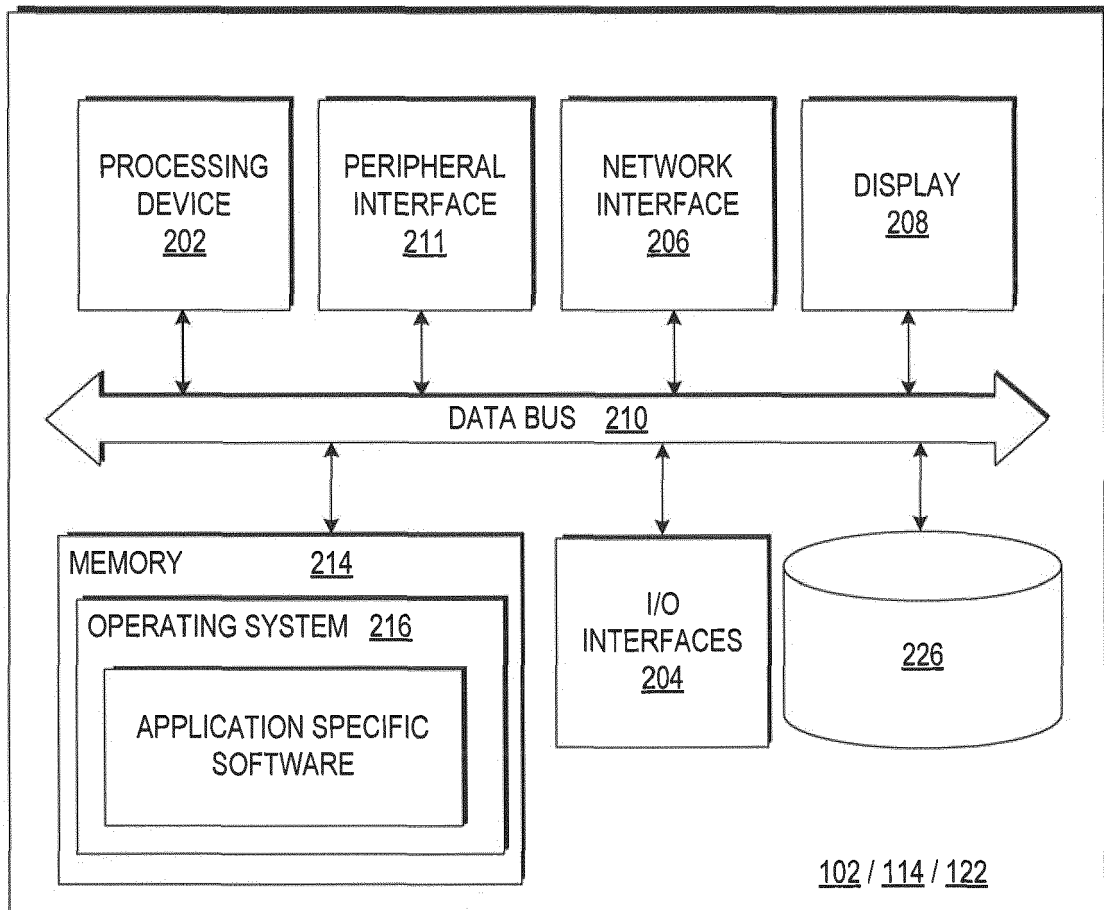 PROCESSING
DEVICE
202
PERIPHERAL
INTERFACE
211
NETWORK
INTERFACE
206
DISPLAY
208
DATA BUS 210
MEMORY 214
OPERATING SYSTEM 216
APPLICATION SPECIFIC
SOFTWARE
I/O
INTERFACES
204
226
102 / 114 / 122